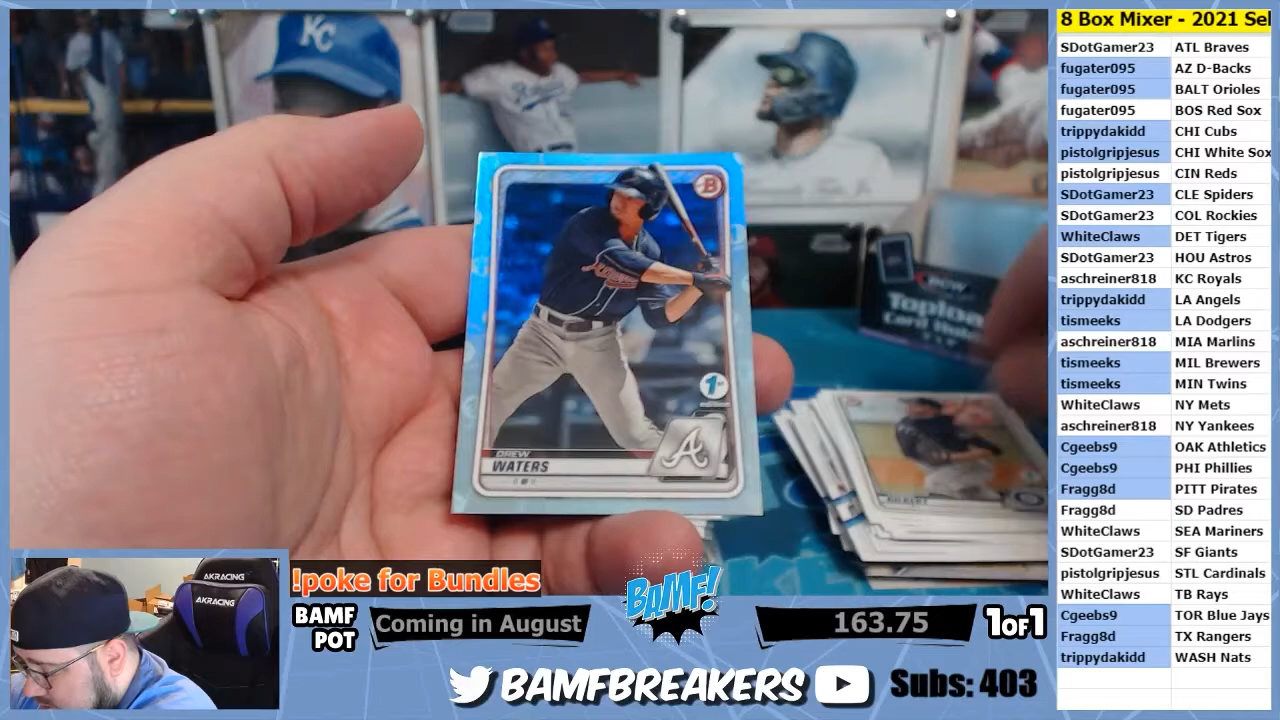 8 Box Mixer - 2021 Sel
SDotGamer23 ATL Braves
fugater095 AZ D-Backs
fugater095 BALT Orioles
fugater095 BOS Red Sox
trippydakidd CHI Cubs
pistolgripjesus CHI White Sox
pistolgripjesus CIN Reds
SDotGamer23 CLE Spiders
SDotGamer23 COL Rockies
WhiteClaws DET Tigers
SDotGamer23 HOU Astros
aschreiner818 KC Royals
trippydakidd LA Angels
tismeeks LA Dodgers
aschreiner818 MIA Marlins
tismeeks MIL Brewers
tismeeks MIN Twins
WhiteClaws NY Mets
aschreiner818 NY Yankees
Cgeebs9 OAK Athletics
Cgeebs9 PHI Phillies
Fragg8d PITT Pirates
Fragg8d SD Padres
WhiteClaws SEA Mariners
SDotGamer23 SF Giants
pistolgripjesus STL Cardinals
WhiteClaws TB Rays
Cgeebs9 TOR Blue Jays
Fragg8d TX Rangers
trippydakidd WASH Nats
KC
B
1st
A
DREW
WATERS
BCW
Topload
Card Hold
GILBERT
AKRACING
AKRACING
!poke for Bundles
BAMF POT
Coming in August
BAMF!
163.75
1OF1
BAMFBREAKERS
Subs: 403